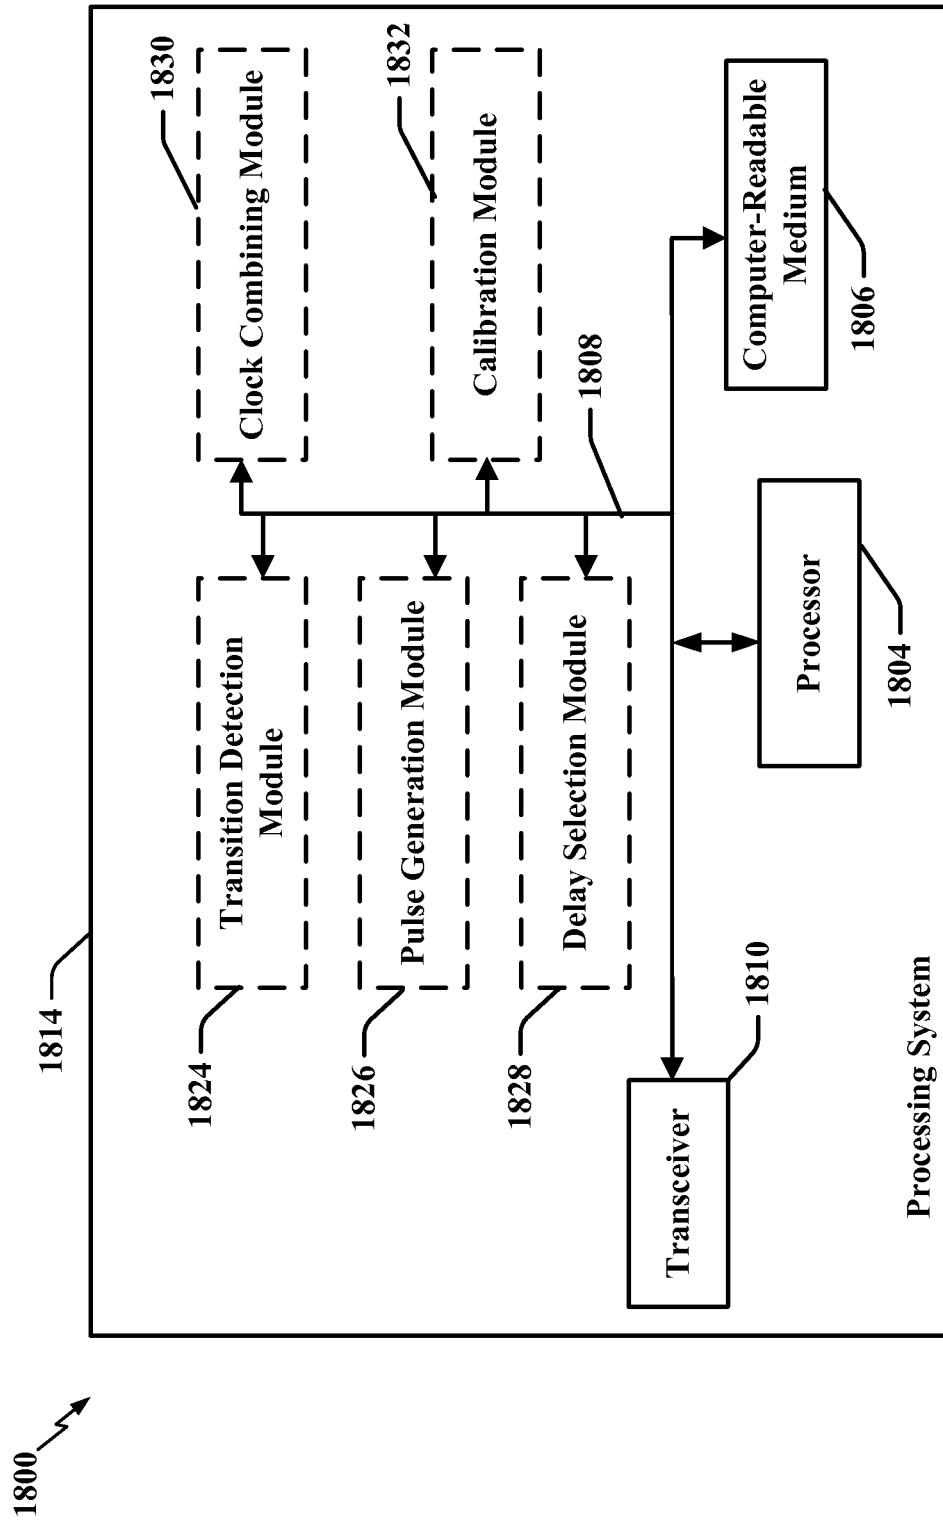 1800
1814
1824
Transition Detection
Module
1830
Clock Combining Module
1826
Pulse Generation Module
1832
Calibration Module
1828
Delay Selection Module
1808
Transceiver
1810
Processor
1804
Computer-Readable
Medium
1806
Processing System